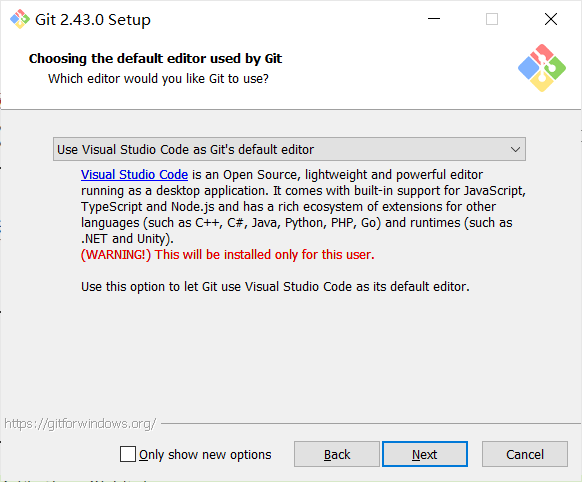 Git 2.43.0 Setup
Choosing the default editor used by Git
Which editor would you like Git to use?
Use Visual Studio Code as Git's default editor
Visual Studio Code is an Open Source, lightweight and powerful editor
running as a desktop application. It comes with built-in support for JavaScript,
TypeScript and Node.js and has a rich ecosystem of extensions for other
languages (such as C++, C#, Java, Python, PHP, Go) and runtimes (such as
.NET and Unity).
(WARNING!) This will be installed only for this user.
Use this option to let Git use Visual Studio Code as its default editor.
https://gitforwindows.org/
Only show new options
Back
Next
Cancel